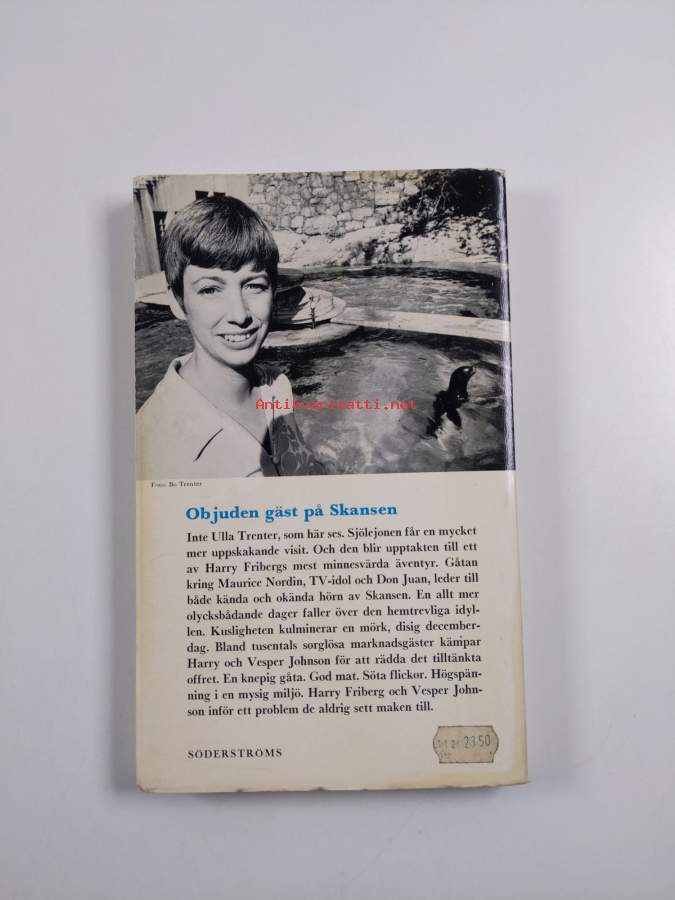 Antikvariaatti.net
Foto: Bo Trenter
Objuden gäst på Skansen
Inte Ulla Trenter, som här ses. Sjölejonen får en mycket
mer uppskakande visit. Och den blir upptakten till ett
av Harry Fribergs mest minnesvärda äventyr. Gåtan
kring Maurice Nordin, TV-idol och Don Juan, leder till
både kända och okända hörn av Skansen. En allt mer
olycksbådande dager faller över den hemtrevliga idyl-
len. Kusligheten kulminerar en mörk, disig december-
dag. Bland tusentals sorglösa marknadsgäster kämpar
Harry och Vesper Johnson för att rädda det tilltänkta
offret. En knepig gåta. God mat. Söta flickor. Högspän-
ning i en mysig miljö. Harry Friberg och Vesper John-
son inför ett problem de aldrig sett maken till.
SÖDERSTRÖMS
2350